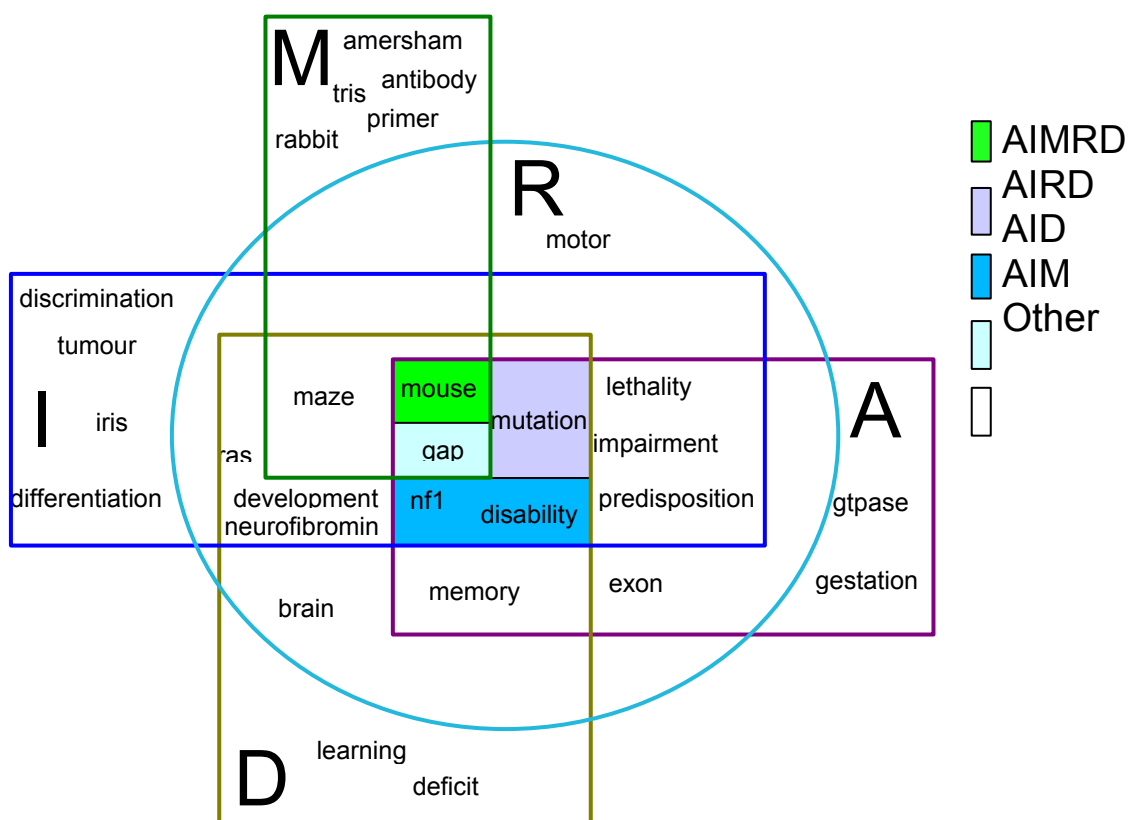 M
amersham
antibody
tris
primer
rabbit
R
motor
AIMRD
AIRD
AID
AIM
Other
discrimination
tumour
I
iris
differentiation
maze
mouse
mutation
gap
lethality
impairment
predisposition
A
ras
development
neurofibromin
nf1
disability
gtpase
gestation
memory
exon
brain
D
learning
deficit